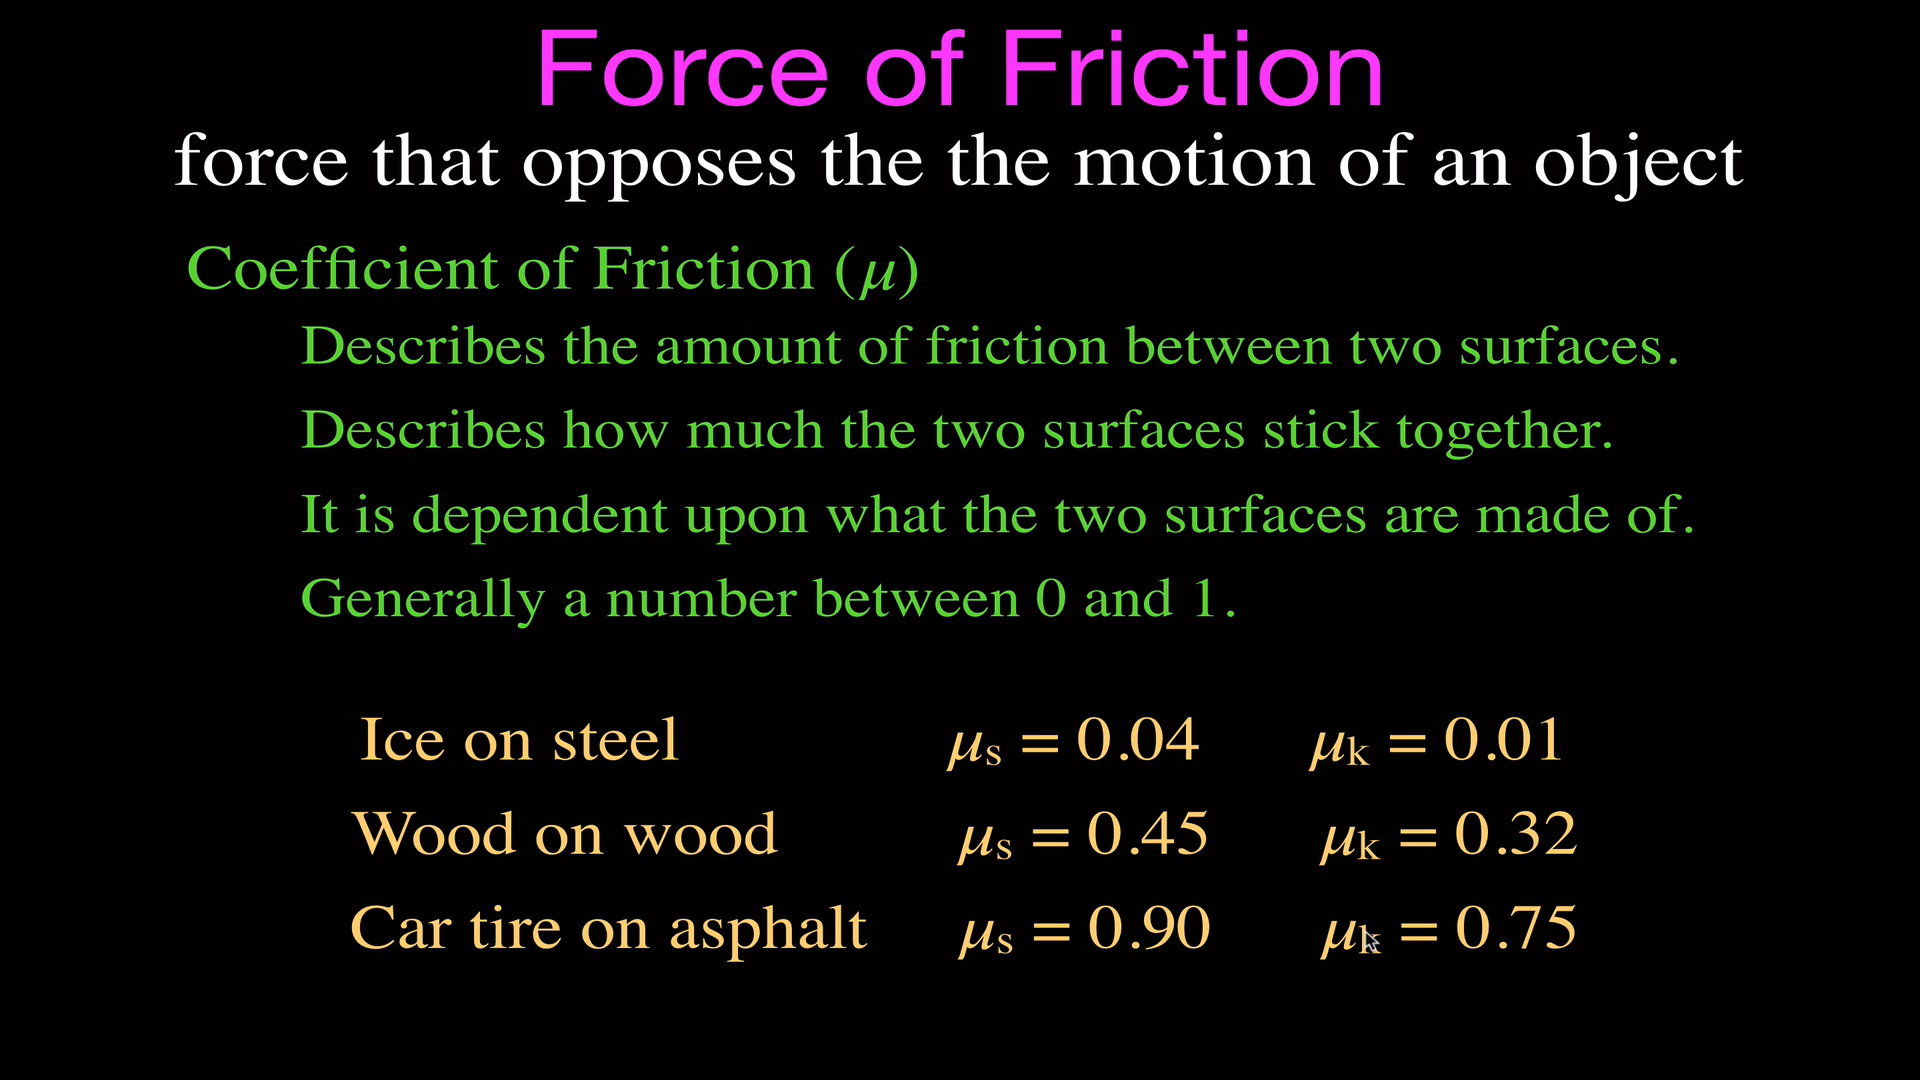 Force of Friction
force that opposes the the motion of an object
Coefficient of Friction (μ)
Describes the amount of friction between two surfaces.
Describes how much the two surfaces stick together.
It is dependent upon what the two surfaces are made of.
Generally a number between 0 and 1.
Ice on steel μs = 0.04 μk = 0.01
Wood on wood μs = 0.45 μk = 0.32
Car tire on asphalt μs = 0.90 μk = 0.75